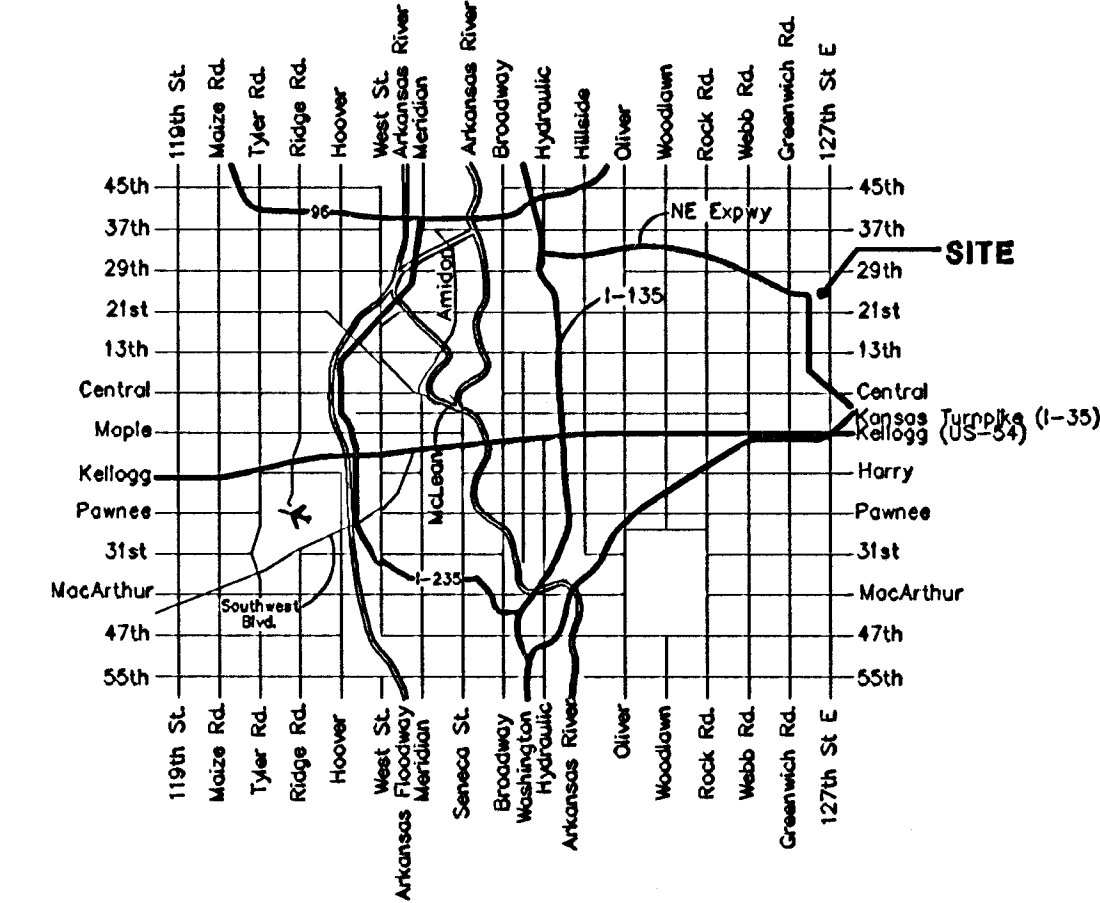 119th St.
Maize Rd.
Tyler Rd.
Ridge Rd.
Hoover
West St.
Arkansas River
Meridian
Arkansas River
Broadway
Hydraulic
Hillside
Oliver
Woodlawn
Rock Rd.
Webb Rd.
Greenwich Rd.
127th St E
45th
45th
96
NE Expwy
37th
37th
SITE
29th
29th
Amidon
I-135
21st
21st
13th
13th
Central
Central
Kansas Turnpike (I-35)
Maple
Kellogg (US-54)
Kellogg
Harry
McLean
Pawnee
Pawnee
31st
31st
I-235
MacArthur
MacArthur
Southwest
Blvd.
47th
47th
55th
55th
119th St.
Maize Rd.
Tyler Rd.
Ridge Rd.
Hoover
West St.
Arkansas Floodway
Meridian
Seneca St.
Broadway
Washington
Hydraulic
Arkansas River
Oliver
Woodlawn
Rock Rd.
Webb Rd.
Greenwich Rd.
127th St E